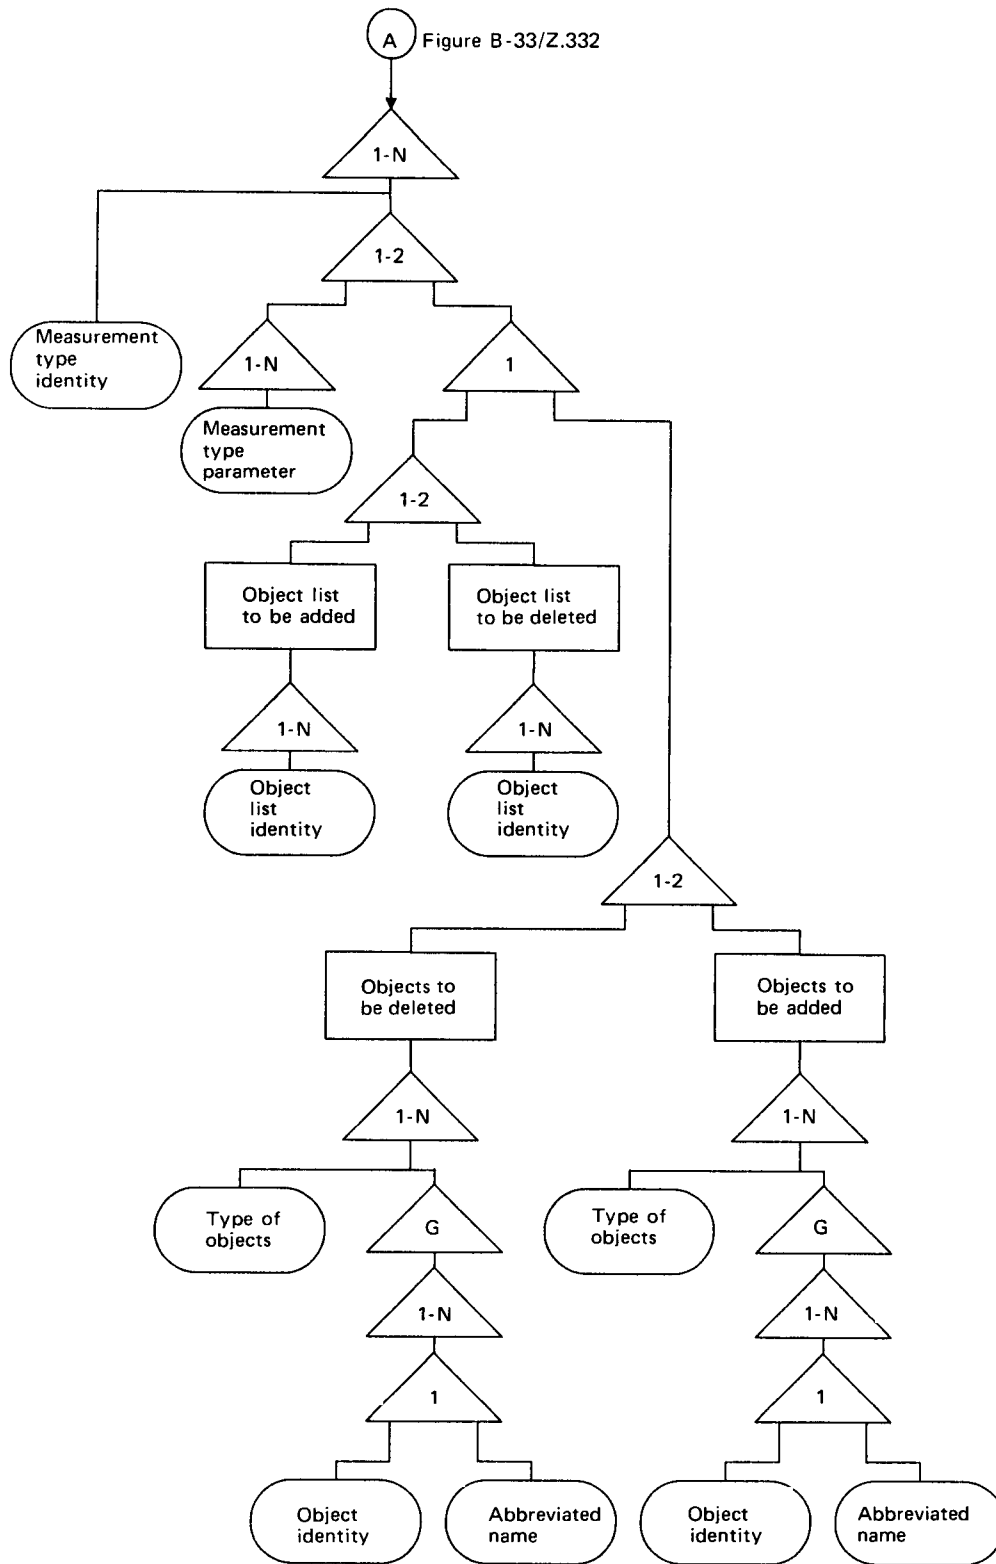 A Figure B-33/Z.332
1-N
1-2
Measurement
type
identity
1-N
1
Measurement
type
parameter
1-2
Object list
to be added
Object list
to be deleted
1-N
1-N
Object
list
identity
Object
list
identity
1-2
Objects to
be deleted
Objects to
be added
1-N
1-N
Type of
objects
G
Type of
objects
G
1-N
1-N
1
1
Object
identity
Abbreviated
name
Object
identity
Abbreviated
name